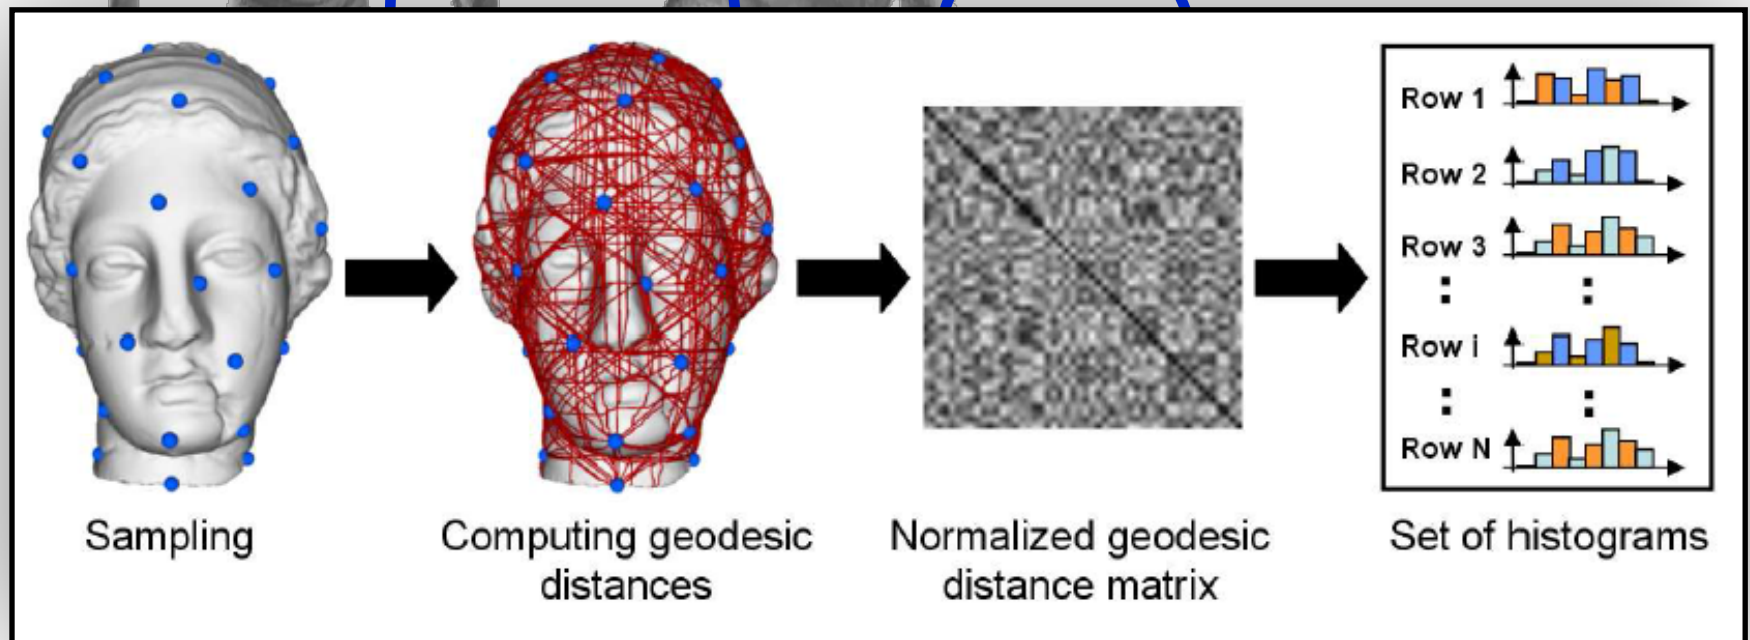 Row 1
Row 2
Row 3
Row i
Row N
Sampling
Computing geodesic
distances
Normalized geodesic
distance matrix
Set of histograms